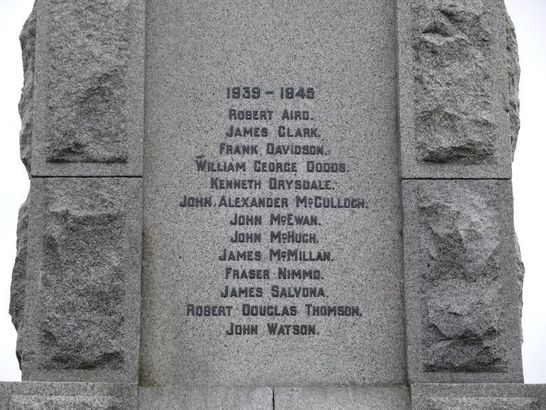 1939 - 1945
ROBERT AIRD.
JAMES CLARK.
FRANK DAVIDSON.
WILLIAM GEORGE DODDS.
KENNETH DRYSDALE.
JOHN ALEXANDER McCULLOCH.
JOHN McEWAN.
JOHN McHUGH.
JAMES McMILLAN.
FRASER NIMMO.
JAMES SALVONA.
ROBERT DOUGLAS THOMSON.
JOHN WATSON.